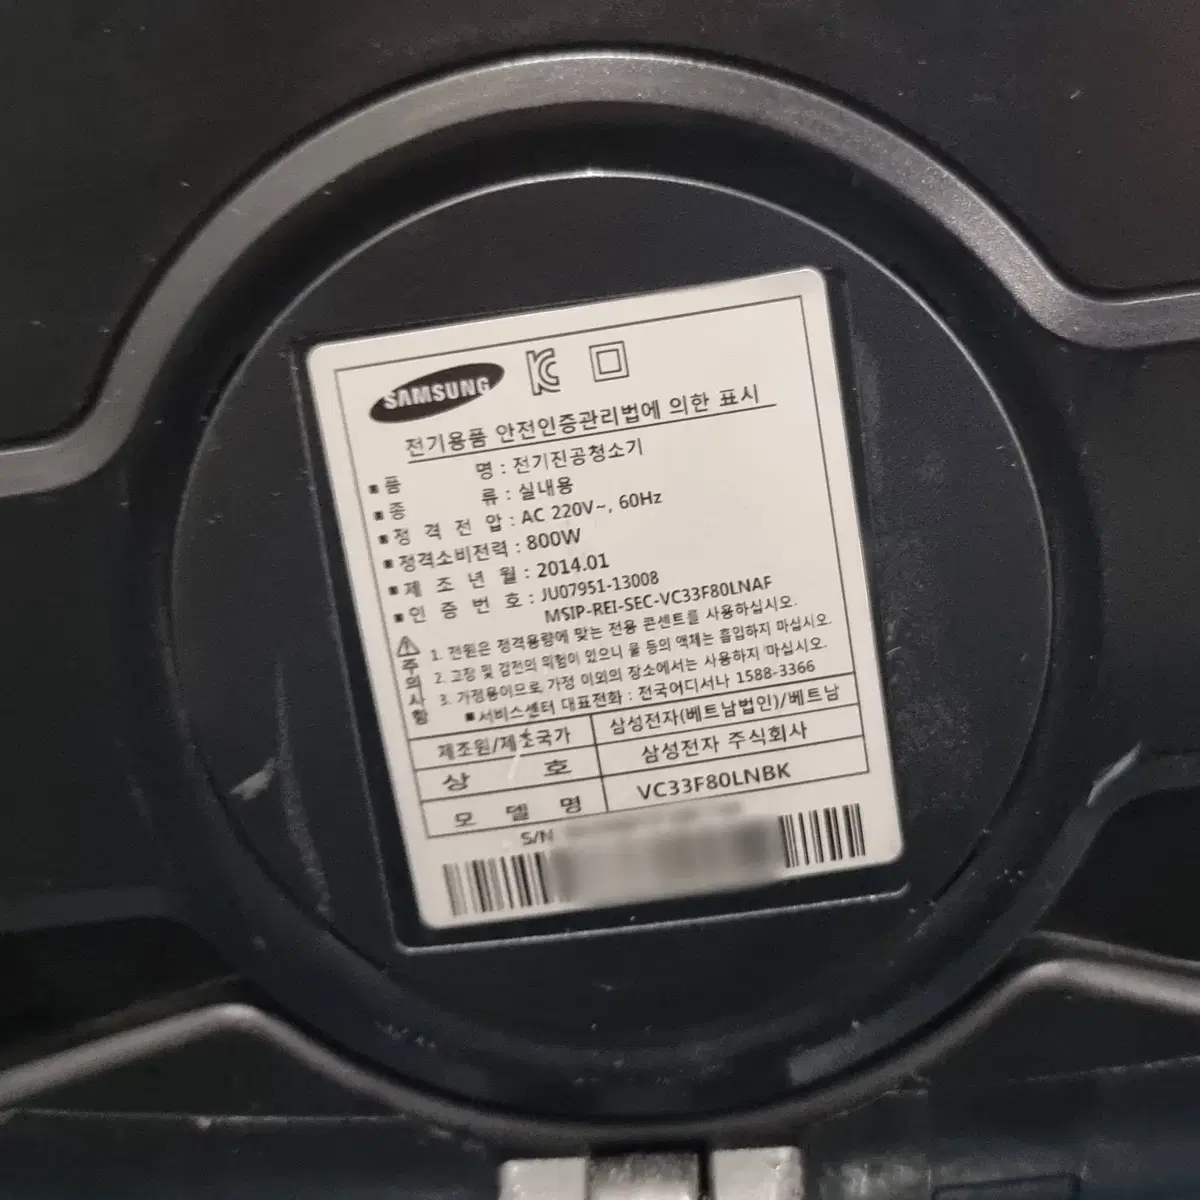 SAMSUNG
전기용품 안전인증관리법에 의한 표시
■ 품 명 : 전기진공청소기
■ 종 류 : 실내용
■ 정 격 전 압 : AC 220V~, 60Hz
■ 정격소비전력 : 800W
■ 제 조 년 월 : 2014.01
■ 인 증 번 호 : JU07951-13008
MSIP-REI-SEC-VC33F80LNAF
주의사항
1. 전원은 정격용량에 맞는 전용 콘센트를 사용하십시오.
2. 고장 및 감전의 위험이 있으니 물 등의 액체는 흡입하지 마십시오.
3. 가정용이므로, 가정 이외의 장소에서는 사용하지 마십시오.
■ 서비스센터 대표전화 : 전국어디서나 1588-3366
제조원/제조국가 삼성전자(베트남법인)/베트남
상 호 삼성전자 주식회사
모 델 명 VC33F80LNBK
S/N